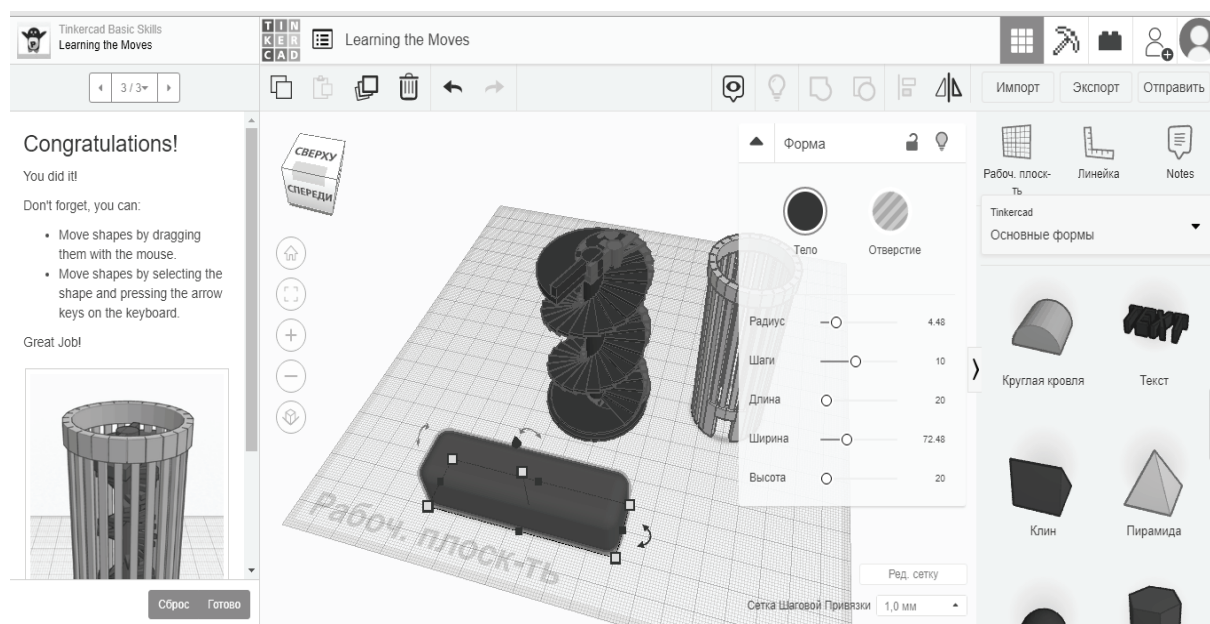 Tinkercad Basic Skills
Learning the Moves
TIN
KER
CAD
Learning the Moves
3 / 3
Импорт
Экспорт
Отправить
Congratulations!
You did it!
Don't forget, you can:
Move shapes by dragging
them with the mouse.
Move shapes by selecting the
shape and pressing the arrow
keys on the keyboard.
Great Job!
Сброс
Готово
СВЕРХУ
СПЕРЕДИ
Рабоч. плоск-ть
Форма
Тело
Отверстие
Радиус
4.48
Шаги
10
Длина
20
Ширина
72.48
Высота
20
Ред. сетку
Сетка Шаговой Привязки
1,0 мм
Рабоч. плоск-
ть
Линейка
Notes
Tinkercad
Основные формы
ТЕКТ
Круглая кровля
Текст
Клин
Пирамида